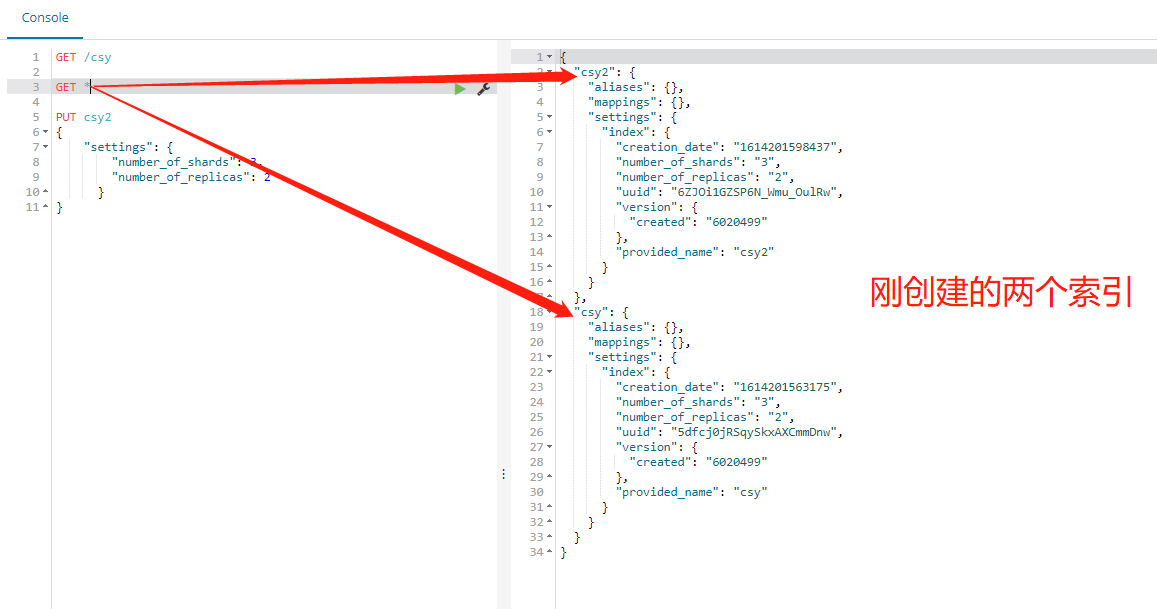 Console
1 GET /csy
2
3 GET *
4
5 PUT csy2
6 {
7 "settings": {
8 "number_of_shards": 3,
9 "number_of_replicas": 2
10 }
11 }
1 {
2 "csy2": {
3 "aliases": {},
4 "mappings": {},
5 "settings": {
6 "index": {
7 "creation_date": "1614201598437",
8 "number_of_shards": "3",
9 "number_of_replicas": "2",
10 "uuid": "6ZJOi1GZSP6N_Wmu_OulRw",
11 "version": {
12 "created": "6020499"
13 },
14 "provided_name": "csy2"
15 }
16 }
17 },
18 "csy": {
19 "aliases": {},
20 "mappings": {},
21 "settings": {
22 "index": {
23 "creation_date": "1614201563175",
24 "number_of_shards": "3",
25 "number_of_replicas": "2",
26 "uuid": "5dfcj0jRSqySkxAXCmmDnw",
27 "version": {
28 "created": "6020499"
29 },
30 "provided_name": "csy"
31 }
32 }
33 }
34 }
刚创建的两个索引